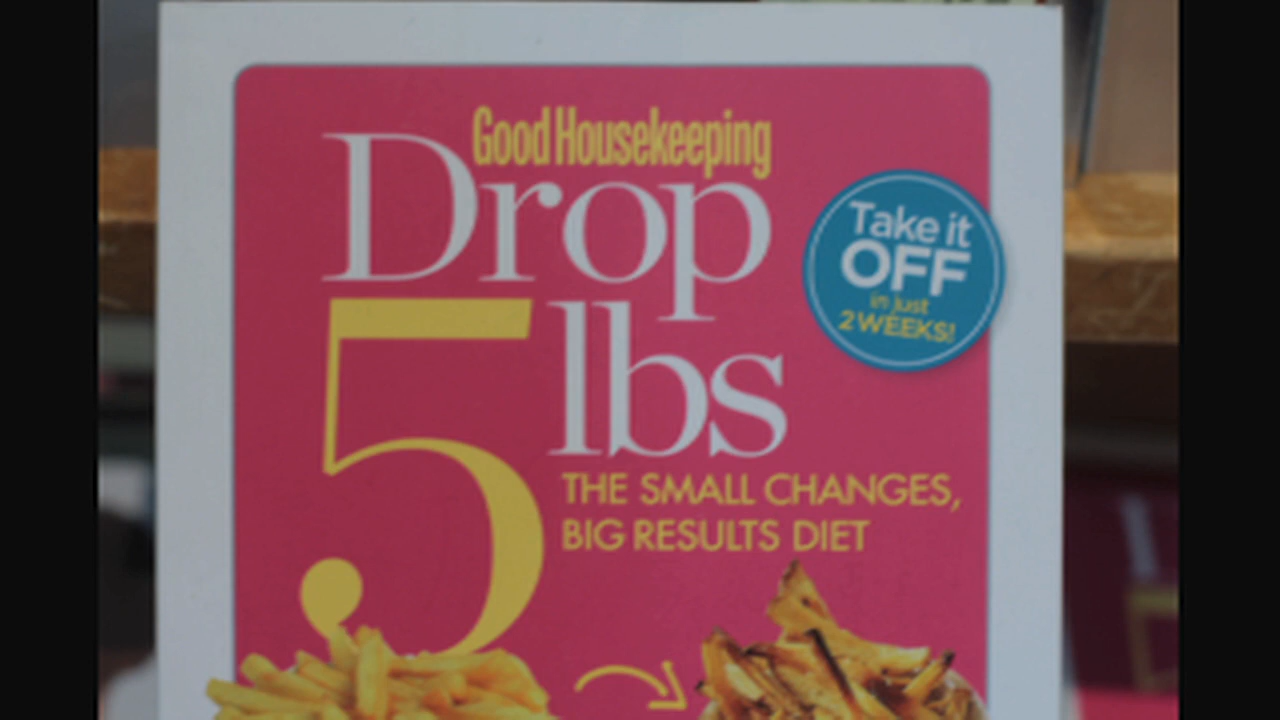 Good Housekeeping
Drop
5 lbs
THE SMALL CHANGES,
BIG RESULTS DIET
Take it
OFF
in just
2 WEEKS!